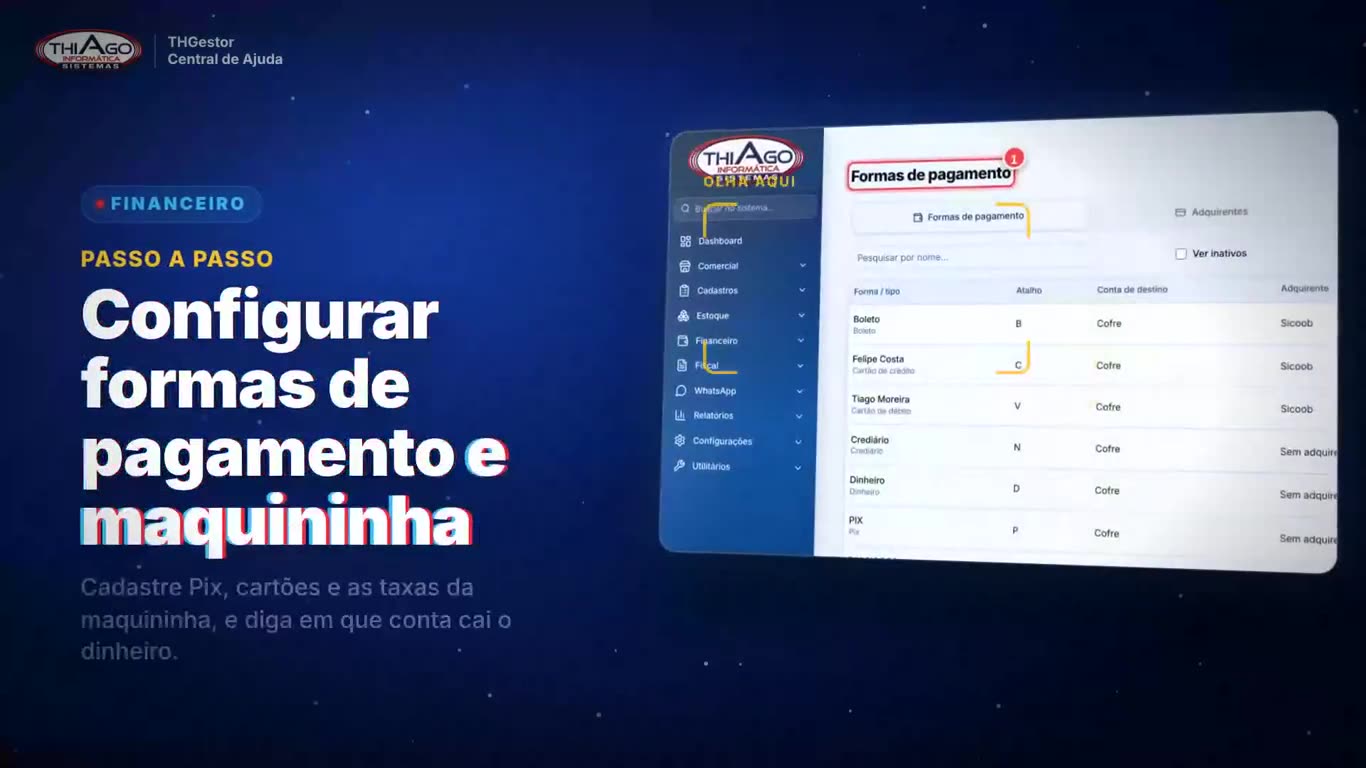 THIAGO
INFORMÁTICA
SISTEMAS
THGestor
Central de Ajuda
FINANCEIRO
PASSO A PASSO
Configurar
formas de
pagamento e
maquininha
Cadastre Pix, cartões e as taxas da
maquininha, e diga em que conta cai o
dinheiro.
THIAGO
INFORMÁTICA
OLHA AQUI
Buscar no sistema...
Dashboard
Comercial
Cadastros
Estoque
Financeiro
Fiscal
WhatsApp
Relatórios
Configurações
Utilitários
Formas de pagamento
1
Formas de pagamento
Adquirentes
Pesquisar por nome...
Ver inativos
Forma / tipo Atalho Conta de destino Adquirente
Boleto B Cofre Sicoob
Boleto
Felipe Costa C Cofre Sicoob
Cartão de crédito
Tiago Moreira V Cofre Sicoob
Cartão de débito
Crediário N Cofre Sem adquire
Crediário
Dinheiro D Cofre Sem adquire
Dinheiro
PIX P Cofre Sem adquire
Pix